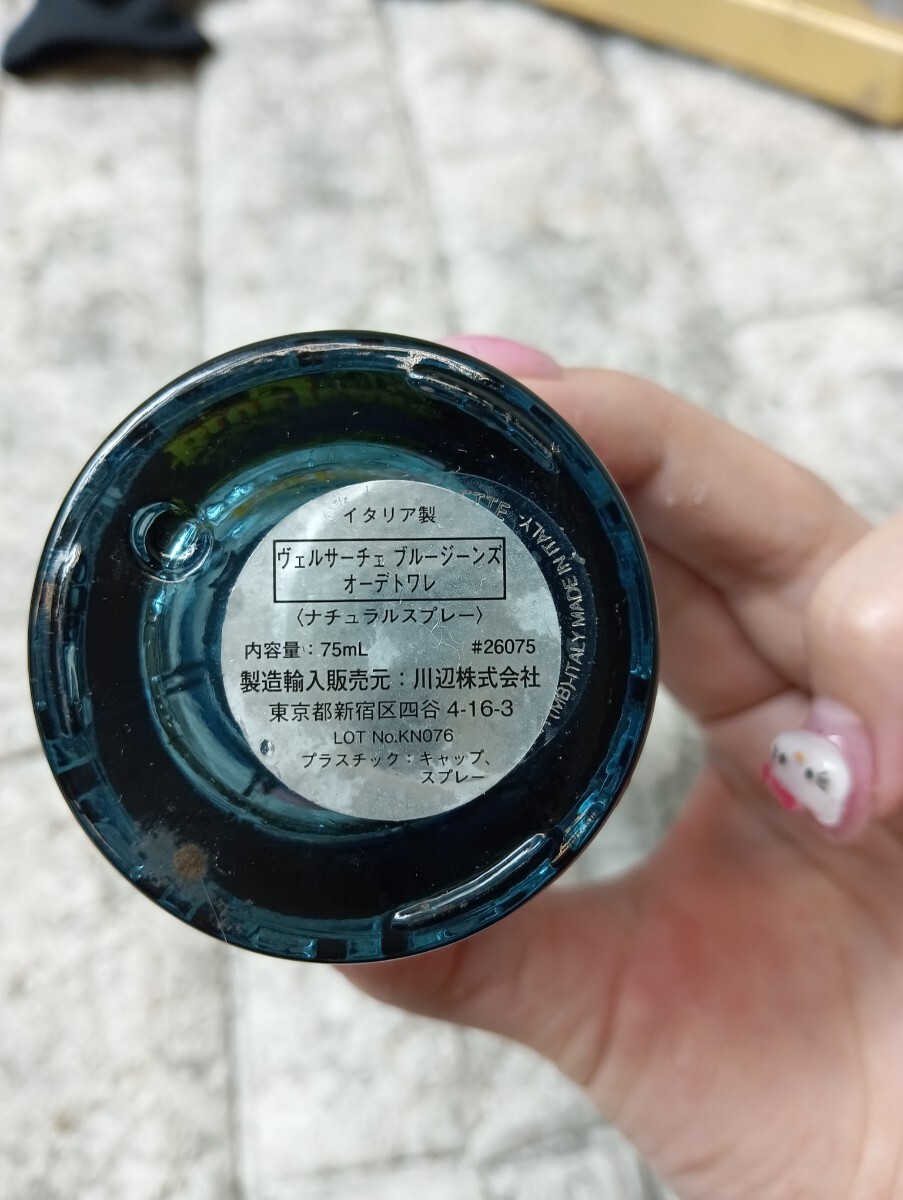 イタリア製
ヴェルサーチェ ブルージーンズ
オーデトワレ
〈ナチュラルスプレー〉
内容量：75mL #26075
製造輸入販売元：川辺株式会社
東京都新宿区四谷 4-16-3
LOT No.KN076
プラスチック：キャップ、
スプレー
(MB)-ITALY MADE IN ITALY